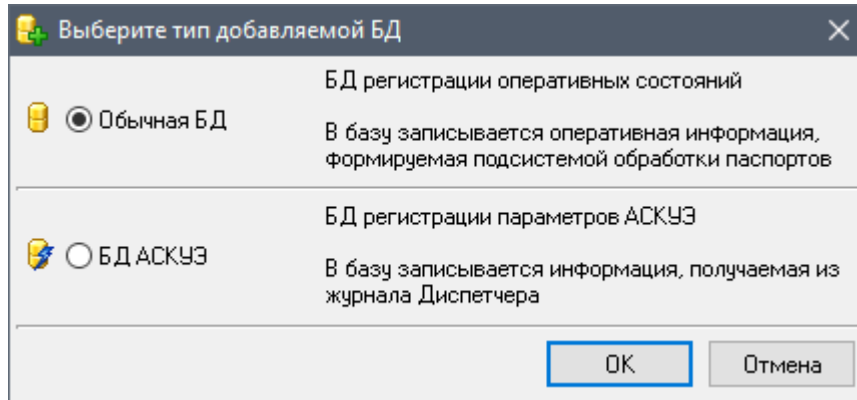 Выберите тип добавляемой БД
БД регистрации оперативных состояний
Обычная БД
В базу записывается оперативная информация,
формируемая подсистемой обработки паспортов
БД регистрации параметров АСКУЭ
БД АСКУЭ
В базу записывается информация, получаемая из
журнала Диспетчера
OK
Отмена